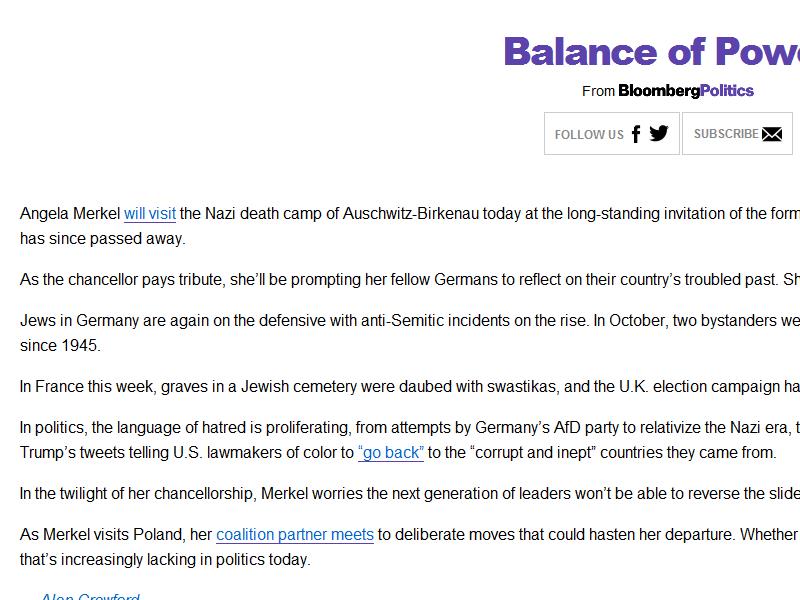 Balance of Pow
From BloombergPolitics
FOLLOW US SUBSCRIBE
Angela Merkel will visit the Nazi death camp of Auschwitz-Birkenau today at the long-standing invitation of the form
has since passed away.
As the chancellor pays tribute, she’ll be prompting her fellow Germans to reflect on their country’s troubled past. Sh
Jews in Germany are again on the defensive with anti-Semitic incidents on the rise. In October, two bystanders we
since 1945.
In France this week, graves in a Jewish cemetery were daubed with swastikas, and the U.K. election campaign ha
In politics, the language of hatred is proliferating, from attempts by Germany’s AfD party to relativize the Nazi era, t
Trump’s tweets telling U.S. lawmakers of color to “go back” to the “corrupt and inept” countries they came from.
In the twilight of her chancellorship, Merkel worries the next generation of leaders won’t be able to reverse the slide
As Merkel visits Poland, her coalition partner meets to deliberate moves that could hasten her departure. Whether
that’s increasingly lacking in politics today.
Alan Crawford